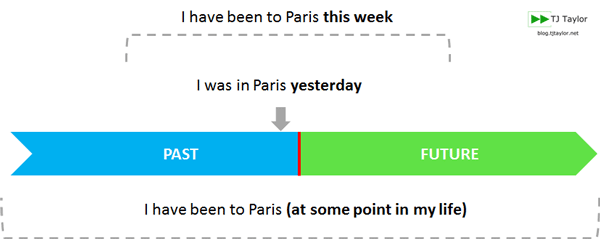 I have been to Paris this week
TJ Taylor
blog.tjtaylor.net
I was in Paris yesterday
PAST
FUTURE
I have been to Paris (at some point in my life)